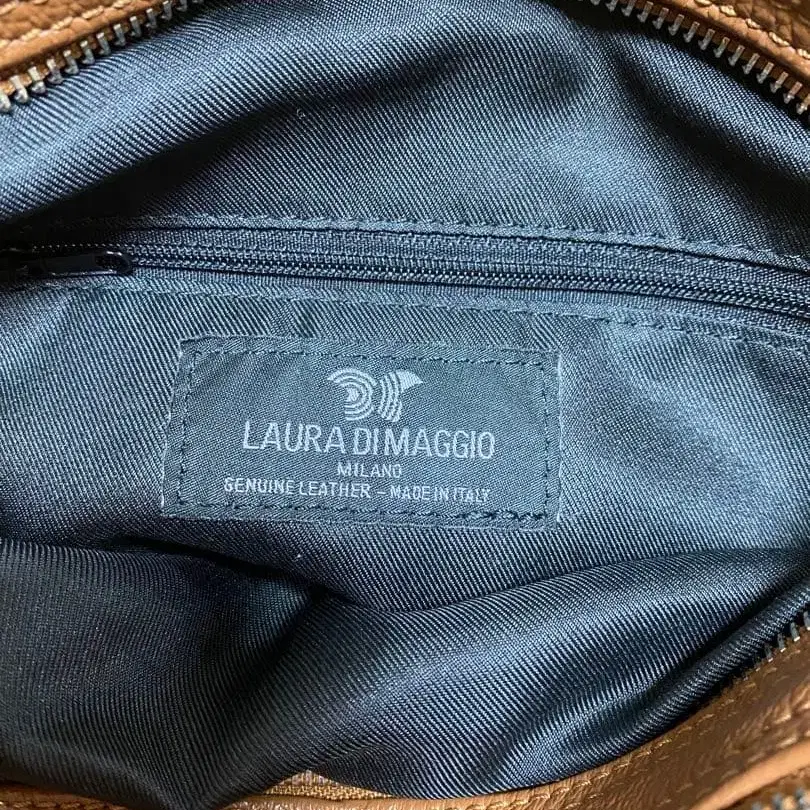 LAURA DI MAGGIO
MILANO
GENUINE LEATHER - MADE IN ITALY